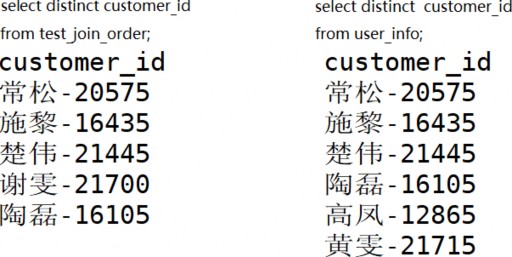 select distinct customer_id
from test_join_order;
customer_id
常松-20575
施黎-16435
楚伟-21445
谢雯-21700
陶磊-16105
select distinct  customer_id
from user_info;
customer_id
常松-20575
施黎-16435
楚伟-21445
陶磊-16105
高凤-12865
黄雯-21715